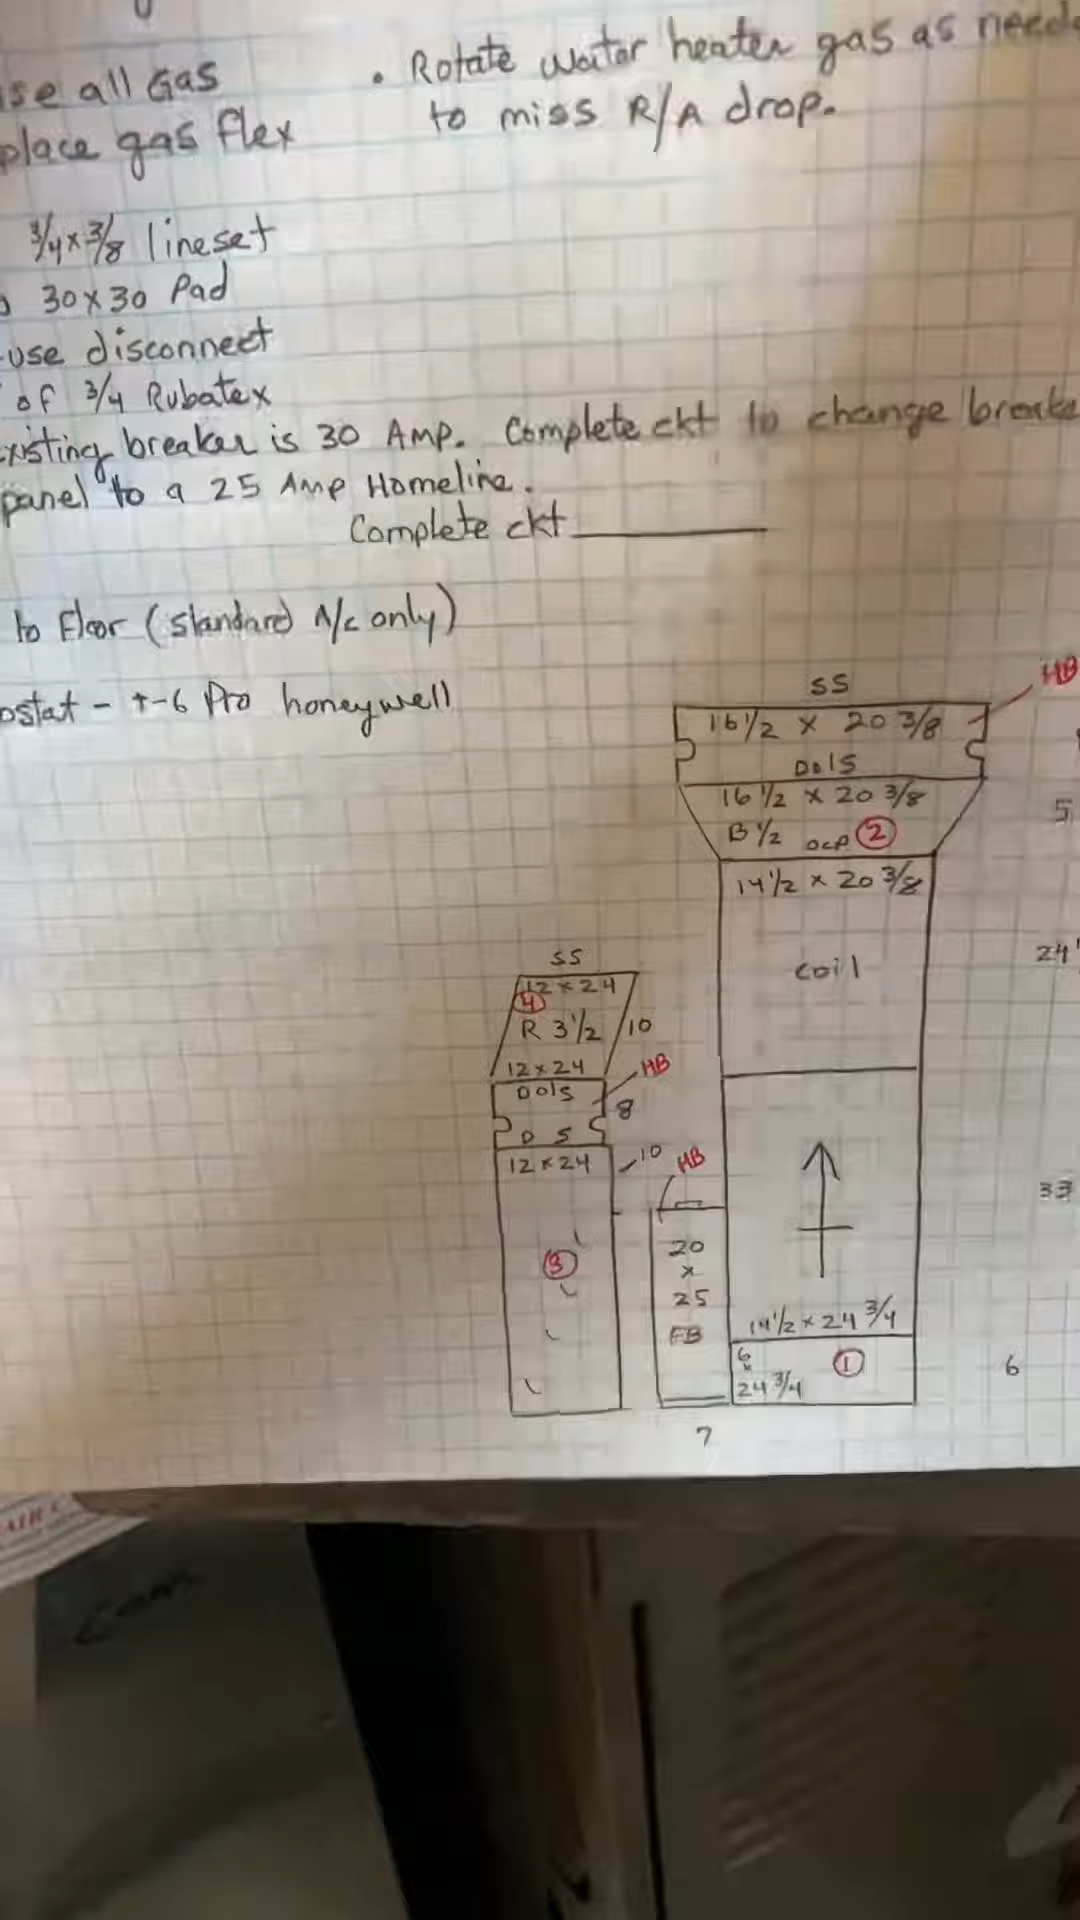 use all Gas
place gas flex
• Rotate water heater gas as need
to miss R/A drop.
3/4 x 3/8 lineset
30x30 Pad
use disconnect
of 3/4 Rubatex
existing breaker is 30 Amp. Complete ckt to change breake
panel to a 25 Amp Homeline.
Complete ckt
to Floor (standard A/c only)
ostat - T-6 Pro honeywell
SS
HB
16 1/2 x 20 3/8
DolS
16 1/2 x 20 3/8
B 1/2 OCP 2
5
14 1/2 x 20 3/8
coil
24"
SS
12 x 24
4
R 3 1/2
10
12 x 24
HB
DolS
8
D S
12 x 24
10
HB
3
20
x
25
FB
7
33
14 1/2 x 24 3/4
6
x
24 3/4
1
6